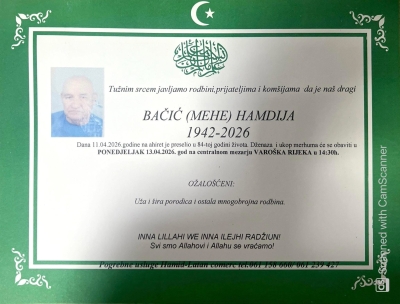 Tužnim srcem javljamo rodbini,prijateljima i komšijama da je naš dragi
BAČIĆ (MEHE) HAMDIJA
1942-2026
Dana 11.04.2026 godine na ahiret je preselio u 84-toj godini života. Dženaza i ukop merhuma će se obaviti u
PONEDJELJAK 13.04.2026. god na centralnom mezarju VAROŠKA RIJEKA u 14:30h.
OŽALOŠĆENI:
Uža i šira porodica i ostala mnogobrojna rodbina
INNA LILLAHI WE INNA ILEJHI RADŽIUN!
Svi smo Allahovi i Allahu se vraćamo!
Pogrebne usluge
Scanned with CamScanner